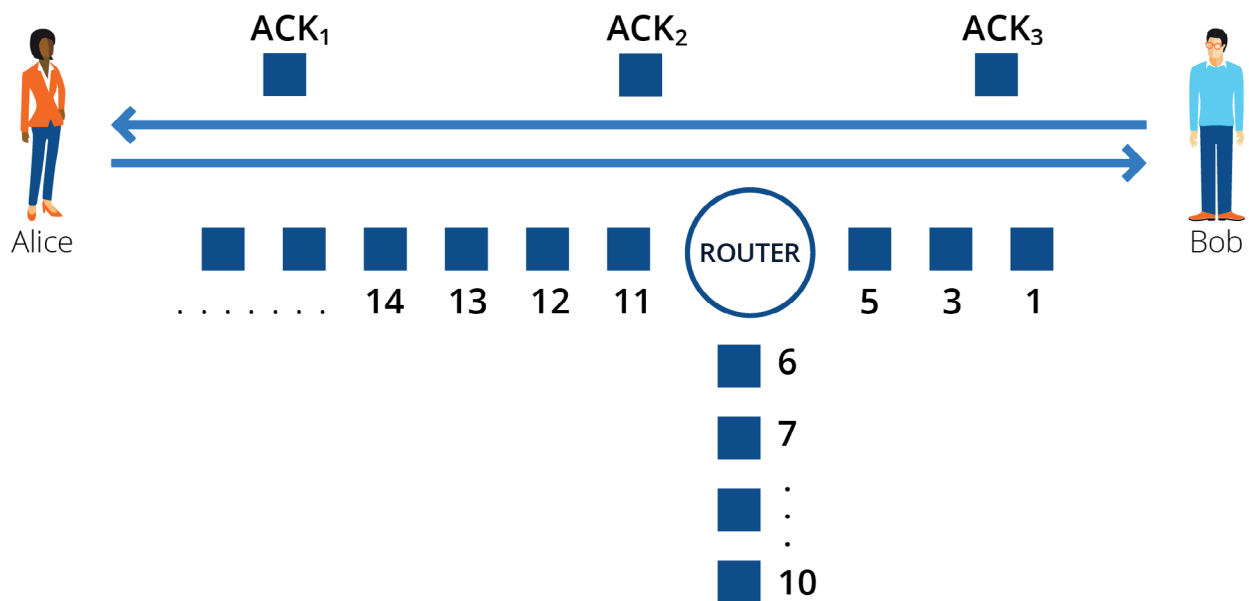 ACK₁ ACK₂ ACK₃
Alice
Bob
ROUTER
. . . . . . . 14 13 12 11 5 3 1
6
7
.
.
.
10